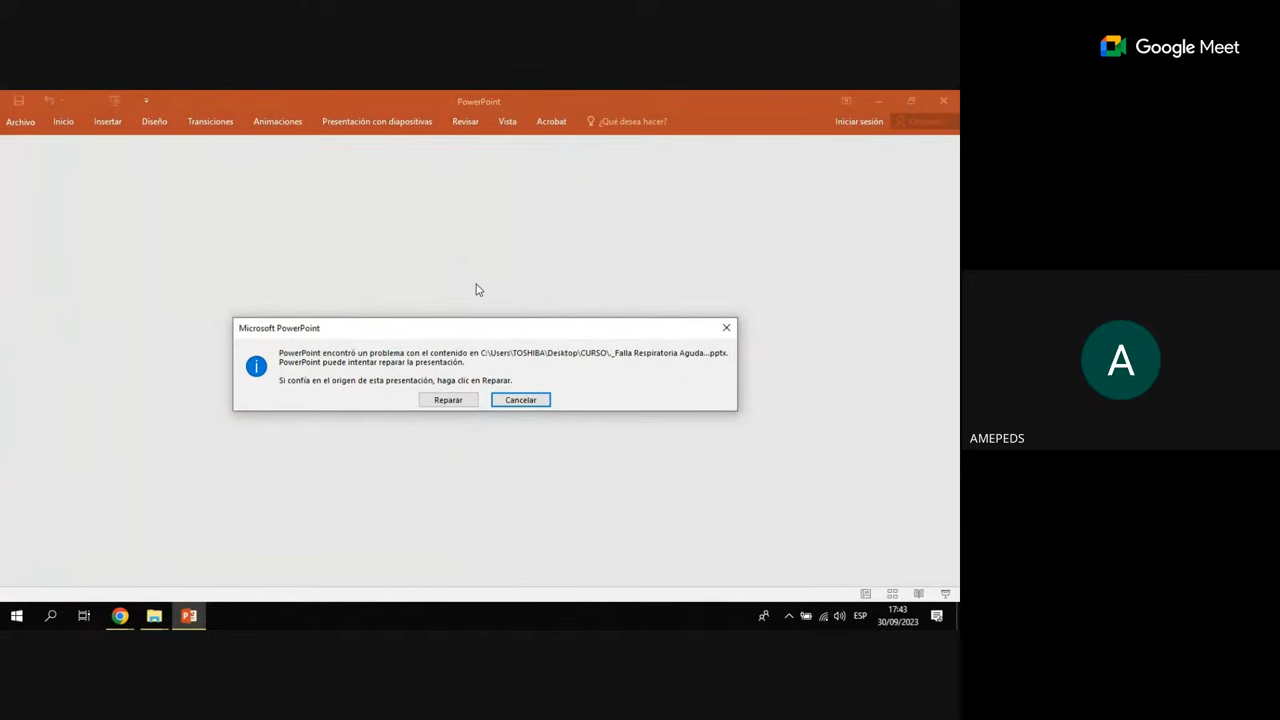 Google Meet
PowerPoint
Archivo Inicio Insertar Diseño Transiciones Animaciones Presentación con diapositivas Revisar Vista Acrobat ¿Qué desea hacer? Iniciar sesión
Microsoft PowerPoint
PowerPoint encontró un problema con el contenido en C:\Users\TOSHIBA\Desktop\CURSO\._Falla Respiratoria Aguda...pptx.
PowerPoint puede intentar reparar la presentación.
Si confía en el origen de esta presentación, haga clic en Reparar.
Reparar Cancelar
A
AMEPEDS
ESP 17:43
30/09/2023